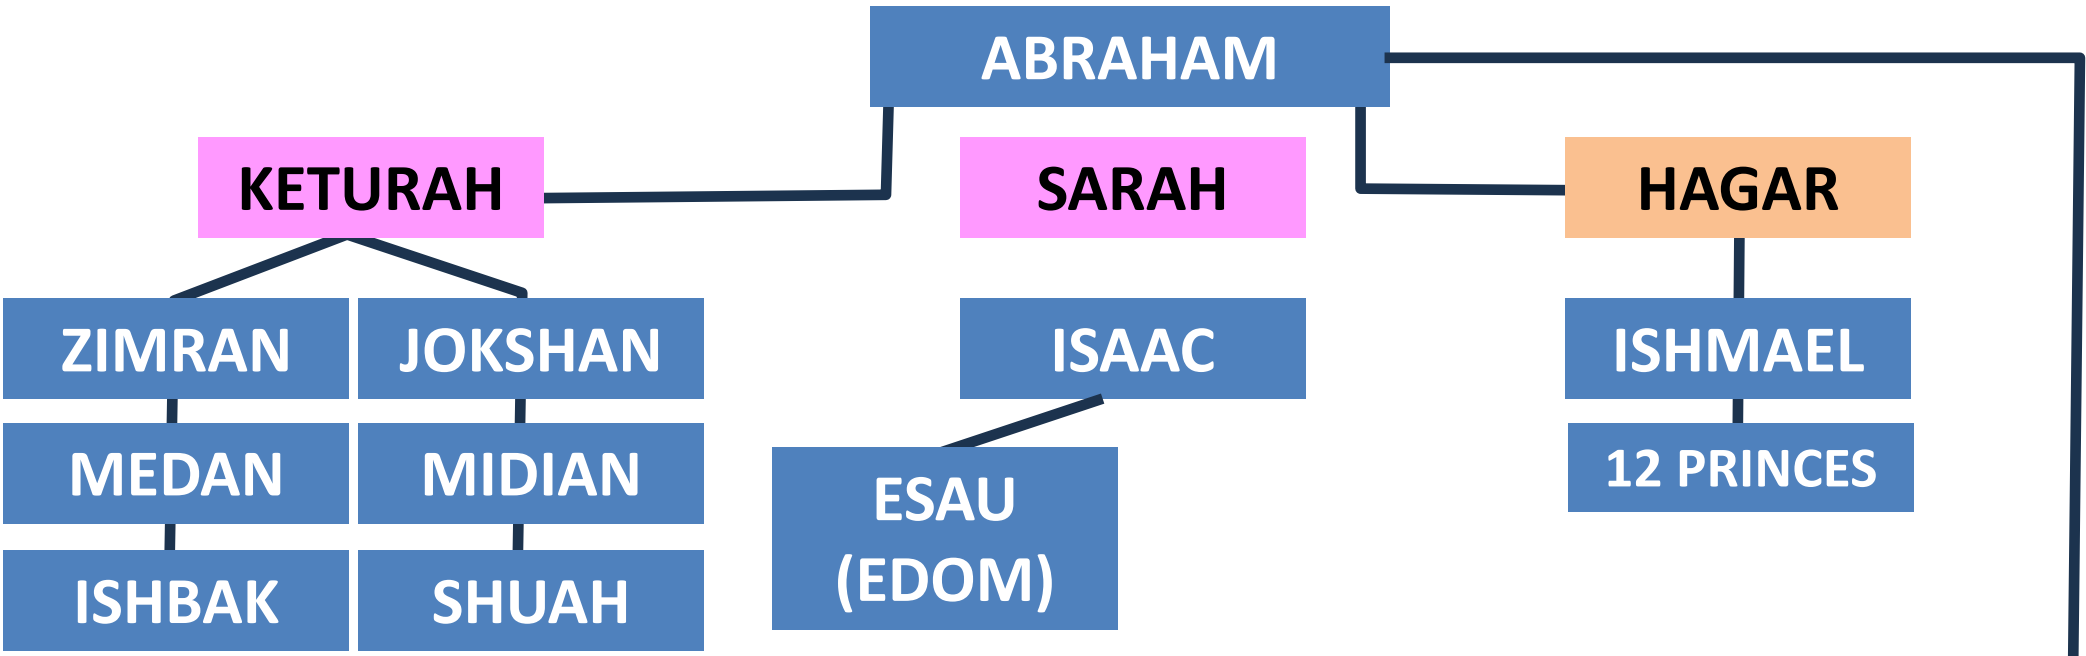 ABRAHAM
KETURAH
SARAH
HAGAR
ZIMRAN
JOKSHAN
ISAAC
ISHMAEL
MEDAN
MIDIAN
ESAU
(EDOM)
12 PRINCES
ISHBAK
SHUAH